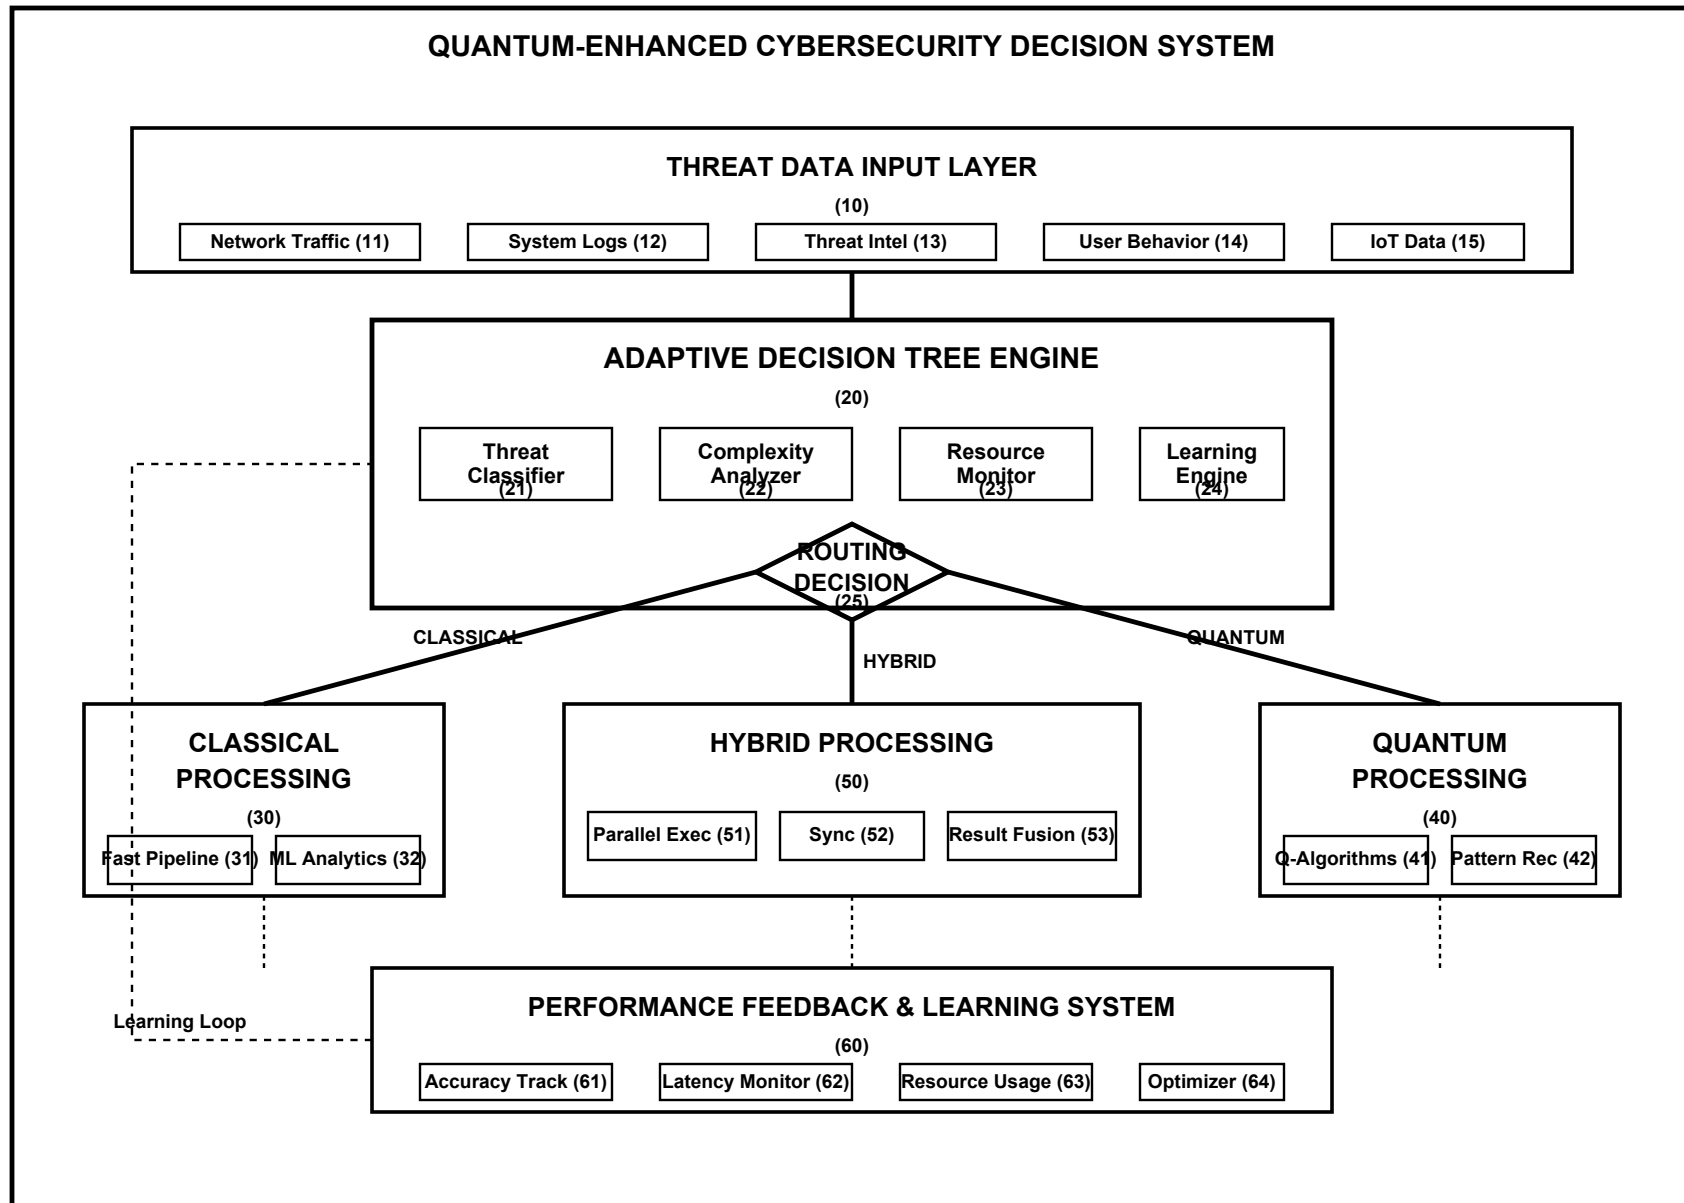 QUANTUM-ENHANCED CYBERSECURITY DECISION SYSTEM
THREAT DATA INPUT LAYER
(10)
Network Traffic (11)
System Logs (12)
Threat Intel (13)
User Behavior (14)
IoT Data (15)
ADAPTIVE DECISION TREE ENGINE
(20)
Threat
Classifier
(21)
Complexity
Analyzer
(22)
Resource
Monitor
(23)
Learning
Engine
(24)
ROUTING
DECISION
(25)
CLASSICAL
HYBRID
QUANTUM
CLASSICAL
PROCESSING
(30)
Fast Pipeline (31)
ML Analytics (32)
HYBRID PROCESSING
(50)
Parallel Exec (51)
Sync (52)
Result Fusion (53)
QUANTUM
PROCESSING
(40)
Q-Algorithms (41)
Pattern Rec (42)
Learning Loop
PERFORMANCE FEEDBACK & LEARNING SYSTEM
(60)
Accuracy Track (61)
Latency Monitor (62)
Resource Usage (63)
Optimizer (64)